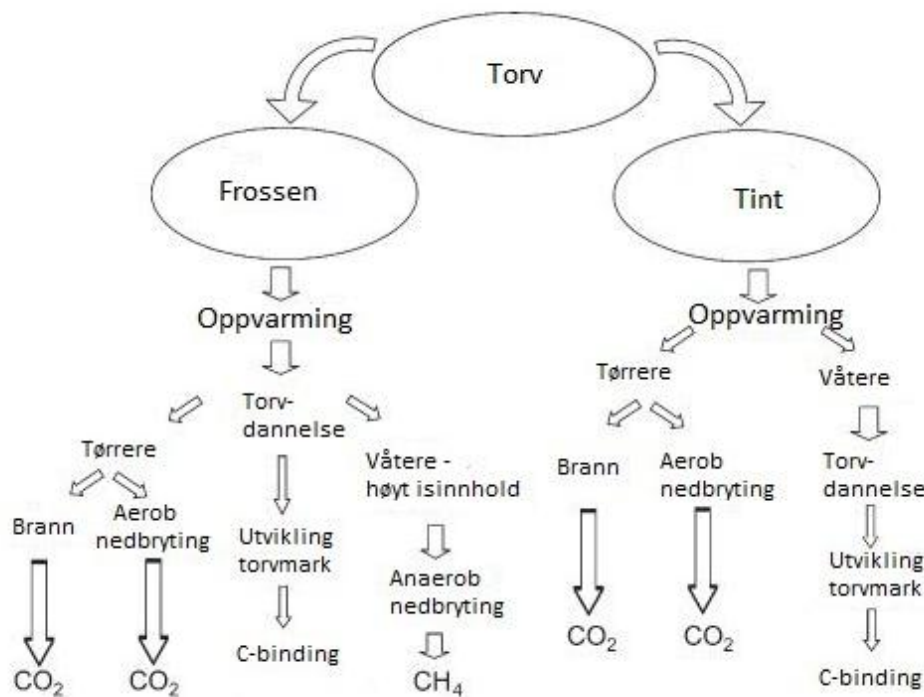 Torv
Frossen
Tint
Oppvarming
Oppvarming
Tørrere
Våtere
Torv-
dannelse
Tørrere
Våtere -
høyt isinnhold
Brann
Aerob
nedbryting
Torv-
dannelse
Brann
Aerob
nedbryting
Utvikling
torvmark
Anaerob
nedbryting
Utvikling
torvmark
C-binding
CO₂
CO₂
CH₄
CO₂
CO₂
C-binding